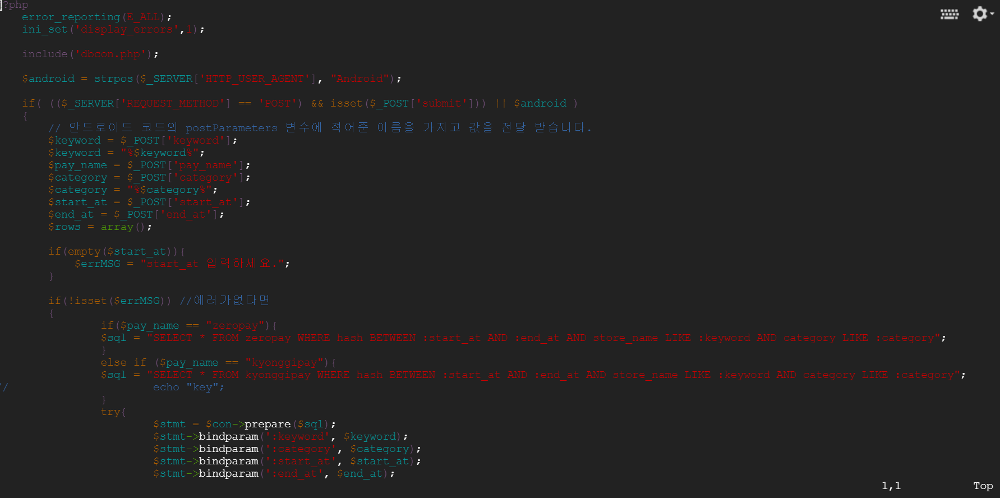 <?php
error_reporting(E_ALL);
ini_set('display_errors',1);
include('dbcon.php');
$android = strpos($_SERVER['HTTP_USER_AGENT'], "Android");
if( (($_SERVER['REQUEST_METHOD'] == 'POST') && isset($_POST['submit'])) || $android )
{
// 안드로이드 코드의 postParameters 변수에 적어준 이름을 가지고 값을 전달 받습니다.
$keyword = $_POST['keyword'];
$keyword = "%$keyword%";
$pay_name = $_POST['pay_name'];
$category = $_POST['category'];
$category = "%$category%";
$start_at = $_POST['start_at'];
$end_at = $_POST['end_at'];
$rows = array();
if(empty($start_at)){
$errMSG = "start_at 입력하세요.";
}
if(!isset($errMSG)) //에러가없다면
{
if($pay_name == "zeropay"){
$sql = "SELECT * FROM zeropay WHERE hash BETWEEN :start_at AND :end_at AND store_name LIKE :keyword AND category LIKE :category";
}
else if ($pay_name == "kyonggipay"){
$sql = "SELECT * FROM kyonggipay WHERE hash BETWEEN :start_at AND :end_at AND store_name LIKE :keyword AND category LIKE :category";
// echo "key";
}
try{
$stmt = $con->prepare($sql);
$stmt->bindparam(':keyword', $keyword);
$stmt->bindparam(':category', $category);
$stmt->bindparam(':start_at', $start_at);
$stmt->bindparam(':end_at', $end_at);
1,1 Top